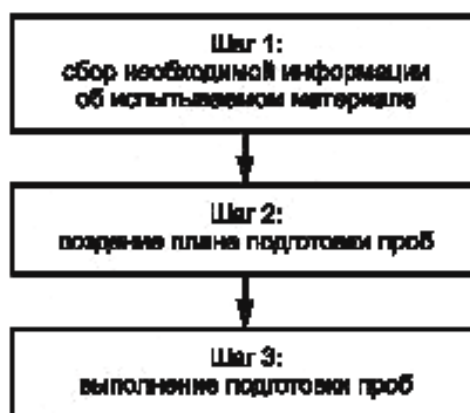 Шаг 1:
сбор необходимой информации
об испытываемом материале
Шаг 2:
создание плана подготовки проб
Шаг 3:
выполнение подготовки проб